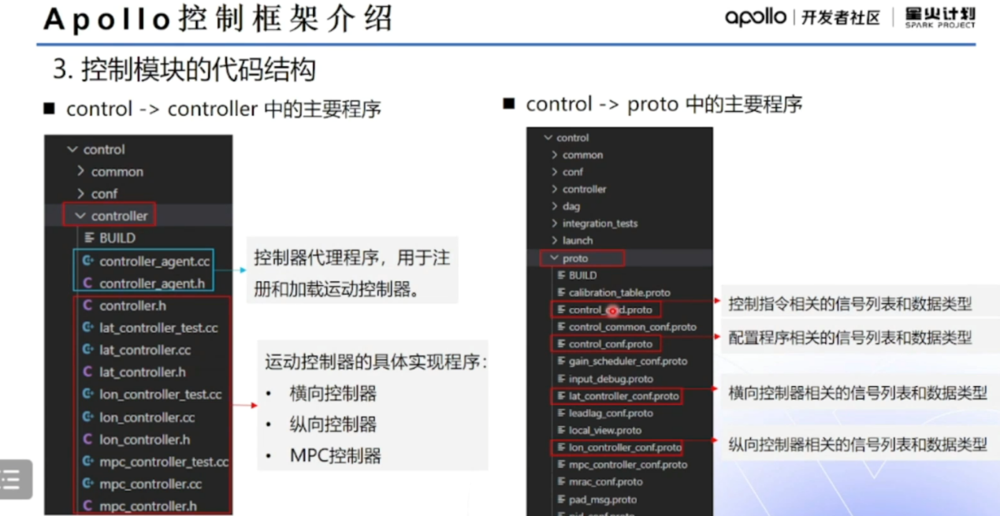 Apollo控制框架介绍
apollo | 开发者社区 | 星火计划
SPARK PROJECT
3. 控制模块的代码结构
■ control -> controller 中的主要程序
control
common
conf
controller
BUILD
controller_agent.cc
controller_agent.h
controller.h
lat_controller_test.cc
lat_controller.cc
lat_controller.h
lon_controller_test.cc
lon_controller.cc
lon_controller.h
mpc_controller_test.cc
mpc_controller.cc
mpc_controller.h
控制器代理程序，用于注
册和加载运动控制器。
运动控制器的具体实现程序：
• 横向控制器
• 纵向控制器
• MPC控制器
■ control -> proto 中的主要程序
control
common
conf
controller
dag
integration_tests
launch
proto
BUILD
calibration_table.proto
control_cmd.proto
control_common_conf.proto
control_conf.proto
gain_scheduler_conf.proto
input_debug.proto
lat_controller_conf.proto
leadlag_conf.proto
local_view.proto
lon_controller_conf.proto
mpc_controller_conf.proto
mrac_conf.proto
pad_msg.proto
控制指令相关的信号列表和数据类型
配置程序相关的信号列表和数据类型
横向控制器相关的信号列表和数据类型
纵向控制器相关的信号列表和数据类型